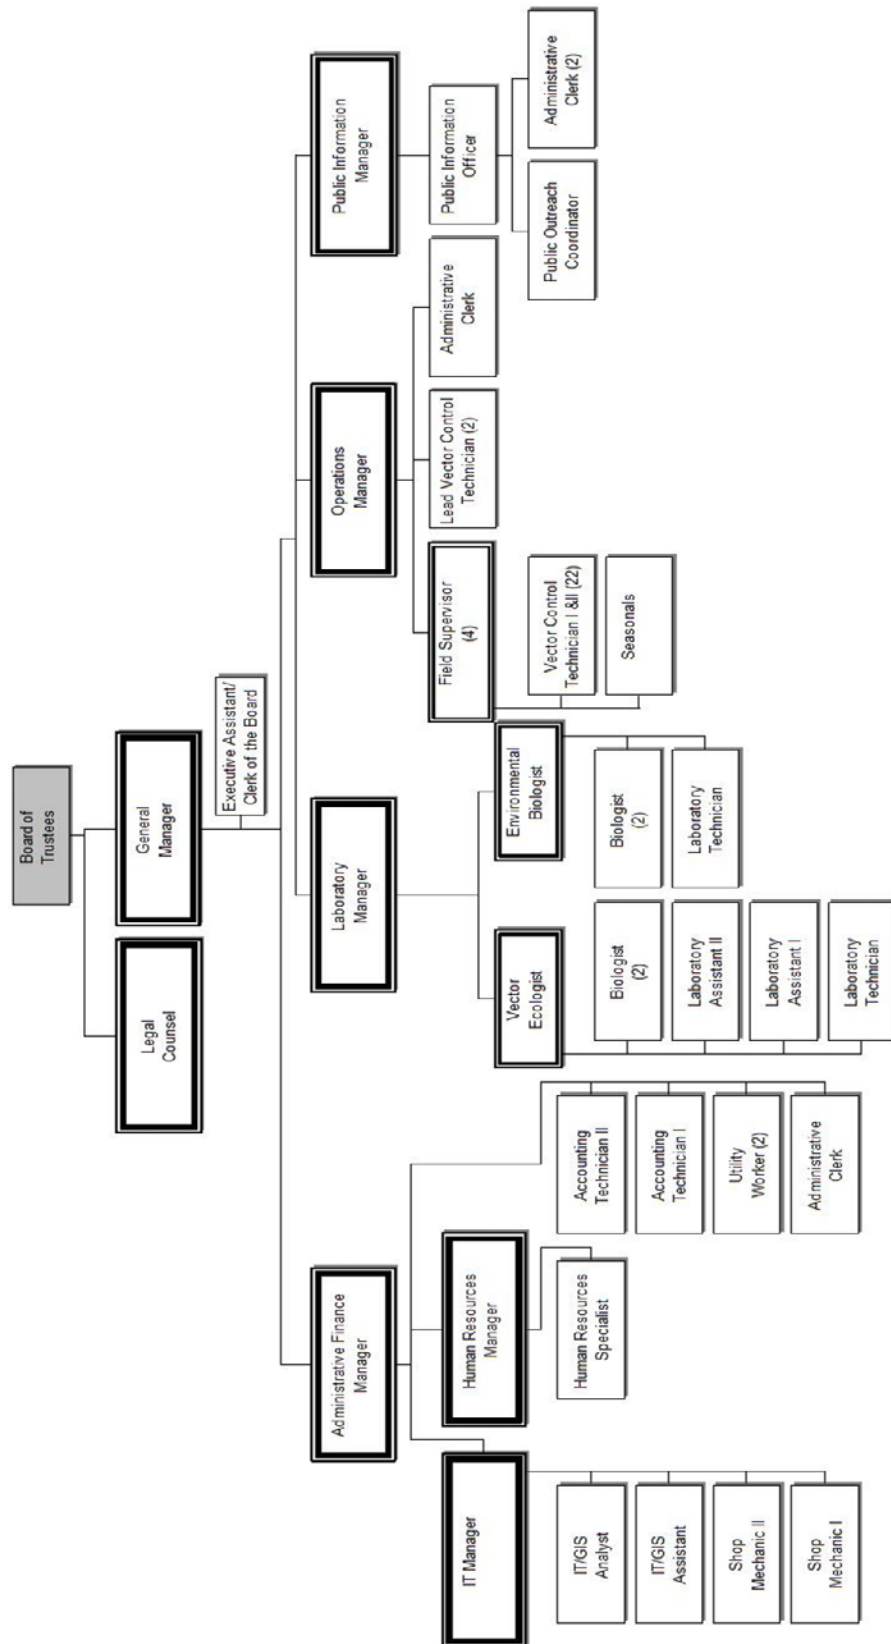 Board of
Trustees
Legal
Counsel
General
Manager
Executive Assistant/
Clerk of the Board
Administrative Finance
Manager
Laboratory
Manager
Operations
Manager
Public Information
Manager
IT Manager
IT/GIS
Analyst
IT/GIS
Assistant
Shop
Mechanic II
Shop
Mechanic I
Human Resources
Manager
Human Resources
Specialist
Accounting
Technician II
Accounting
Technician I
Utility
Worker (2)
Administrative
Clerk
Vector
Ecologist
Biologist
(2)
Laboratory
Assistant II
Laboratory
Assistant I
Laboratory
Technician
Environmental
Biologist
Biologist
(2)
Laboratory
Technician
Field Supervisor
(4)
Vector Control
Technician I &II (22)
Seasonals
Lead Vector Control
Technician (2)
Administrative
Clerk
Public Information
Officer
Public Outreach
Coordinator
Administrative
Clerk (2)